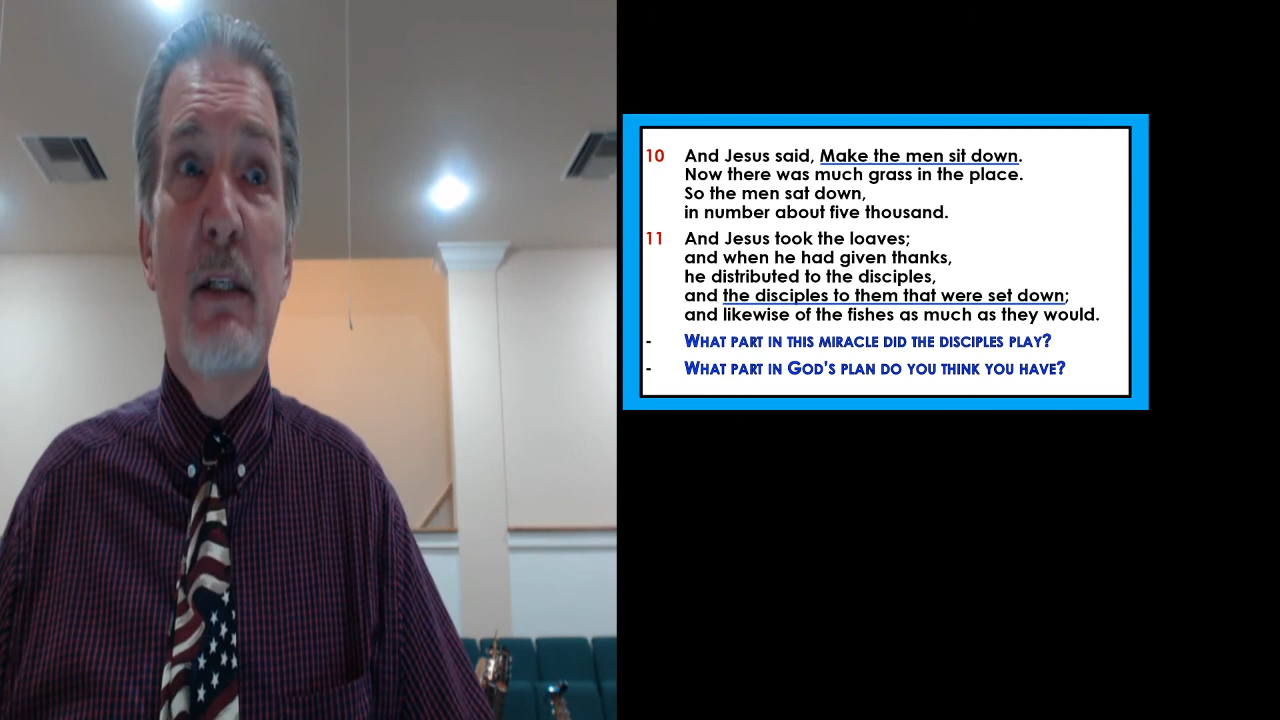 10 And Jesus said, Make the men sit down.
Now there was much grass in the place.
So the men sat down,
in number about five thousand.
11 And Jesus took the loaves;
and when he had given thanks,
he distributed to the disciples,
and the disciples to them that were set down;
and likewise of the fishes as much as they would.
- What part in this miracle did the disciples play?
- What part in God's plan do you think you have?